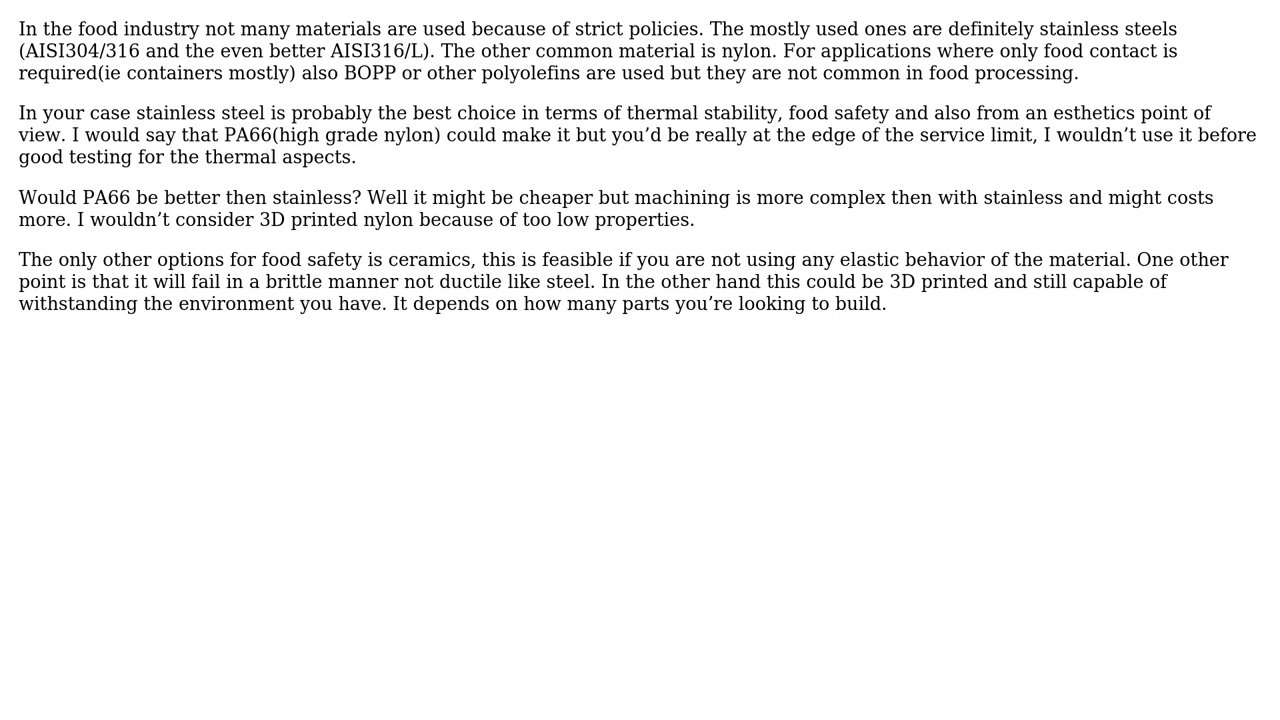 In the food industry not many materials are used because of strict policies. The mostly used ones are definitely stainless steels
(AISI304/316 and the even better AISI316/L). The other common material is nylon. For applications where only food contact is
required(ie containers mostly) also BOPP or other polyolefins are used but they are not common in food processing.
In your case stainless steel is probably the best choice in terms of thermal stability, food safety and also from an esthetics point of
view. I would say that PA66(high grade nylon) could make it but you’d be really at the edge of the service limit, I wouldn’t use it before
good testing for the thermal aspects.
Would PA66 be better then stainless? Well it might be cheaper but machining is more complex then with stainless and might costs
more. I wouldn’t consider 3D printed nylon because of too low properties.
The only other options for food safety is ceramics, this is feasible if you are not using any elastic behavior of the material. One other
point is that it will fail in a brittle manner not ductile like steel. In the other hand this could be 3D printed and still capable of
withstanding the environment you have. It depends on how many parts you’re looking to build.